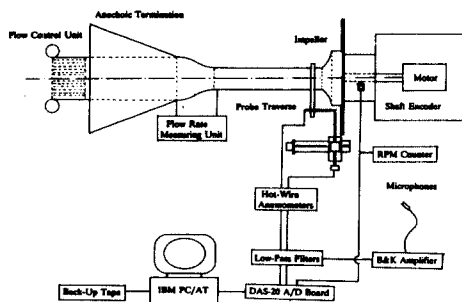 Anechoic Termination
Flow Control Unit
Impeller
Motor
Probe Traverse
Shaft Encoder
Flow Rate
Measuring Unit
RPM Counter
Microphones
Hot-Wire
Anemometers
Low-Pass Filters
B&K Amplifier
Back-Up Tape
IBM PC/AT
DAS-20 A/D Board